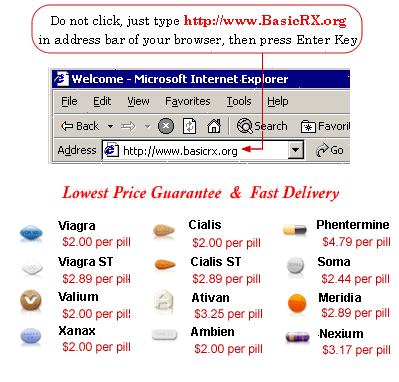 Do not click, just type http://www.BasicRX.org
in address bar of your browser, then press Enter Key
Welcome - Microsoft Internet Explorer
File Edit View Favorites Tools Help
Back Search Favorit
Address http://www.basicrx.org Go
Lowest Price Guarantee & Fast Delivery
Viagra Cialis Phentermine
$2.00 per pill $2.00 per pill $4.79 per pill
Viagra ST Cialis ST Soma
$2.89 per pill $2.89 per pill $2.44 per pill
Valium Ativan Meridia
$2.00 per pill $3.25 per pill $2.89 per pill
Xanax Ambien Nexium
$2.00 per pill $2.00 per pill $3.17 per pill